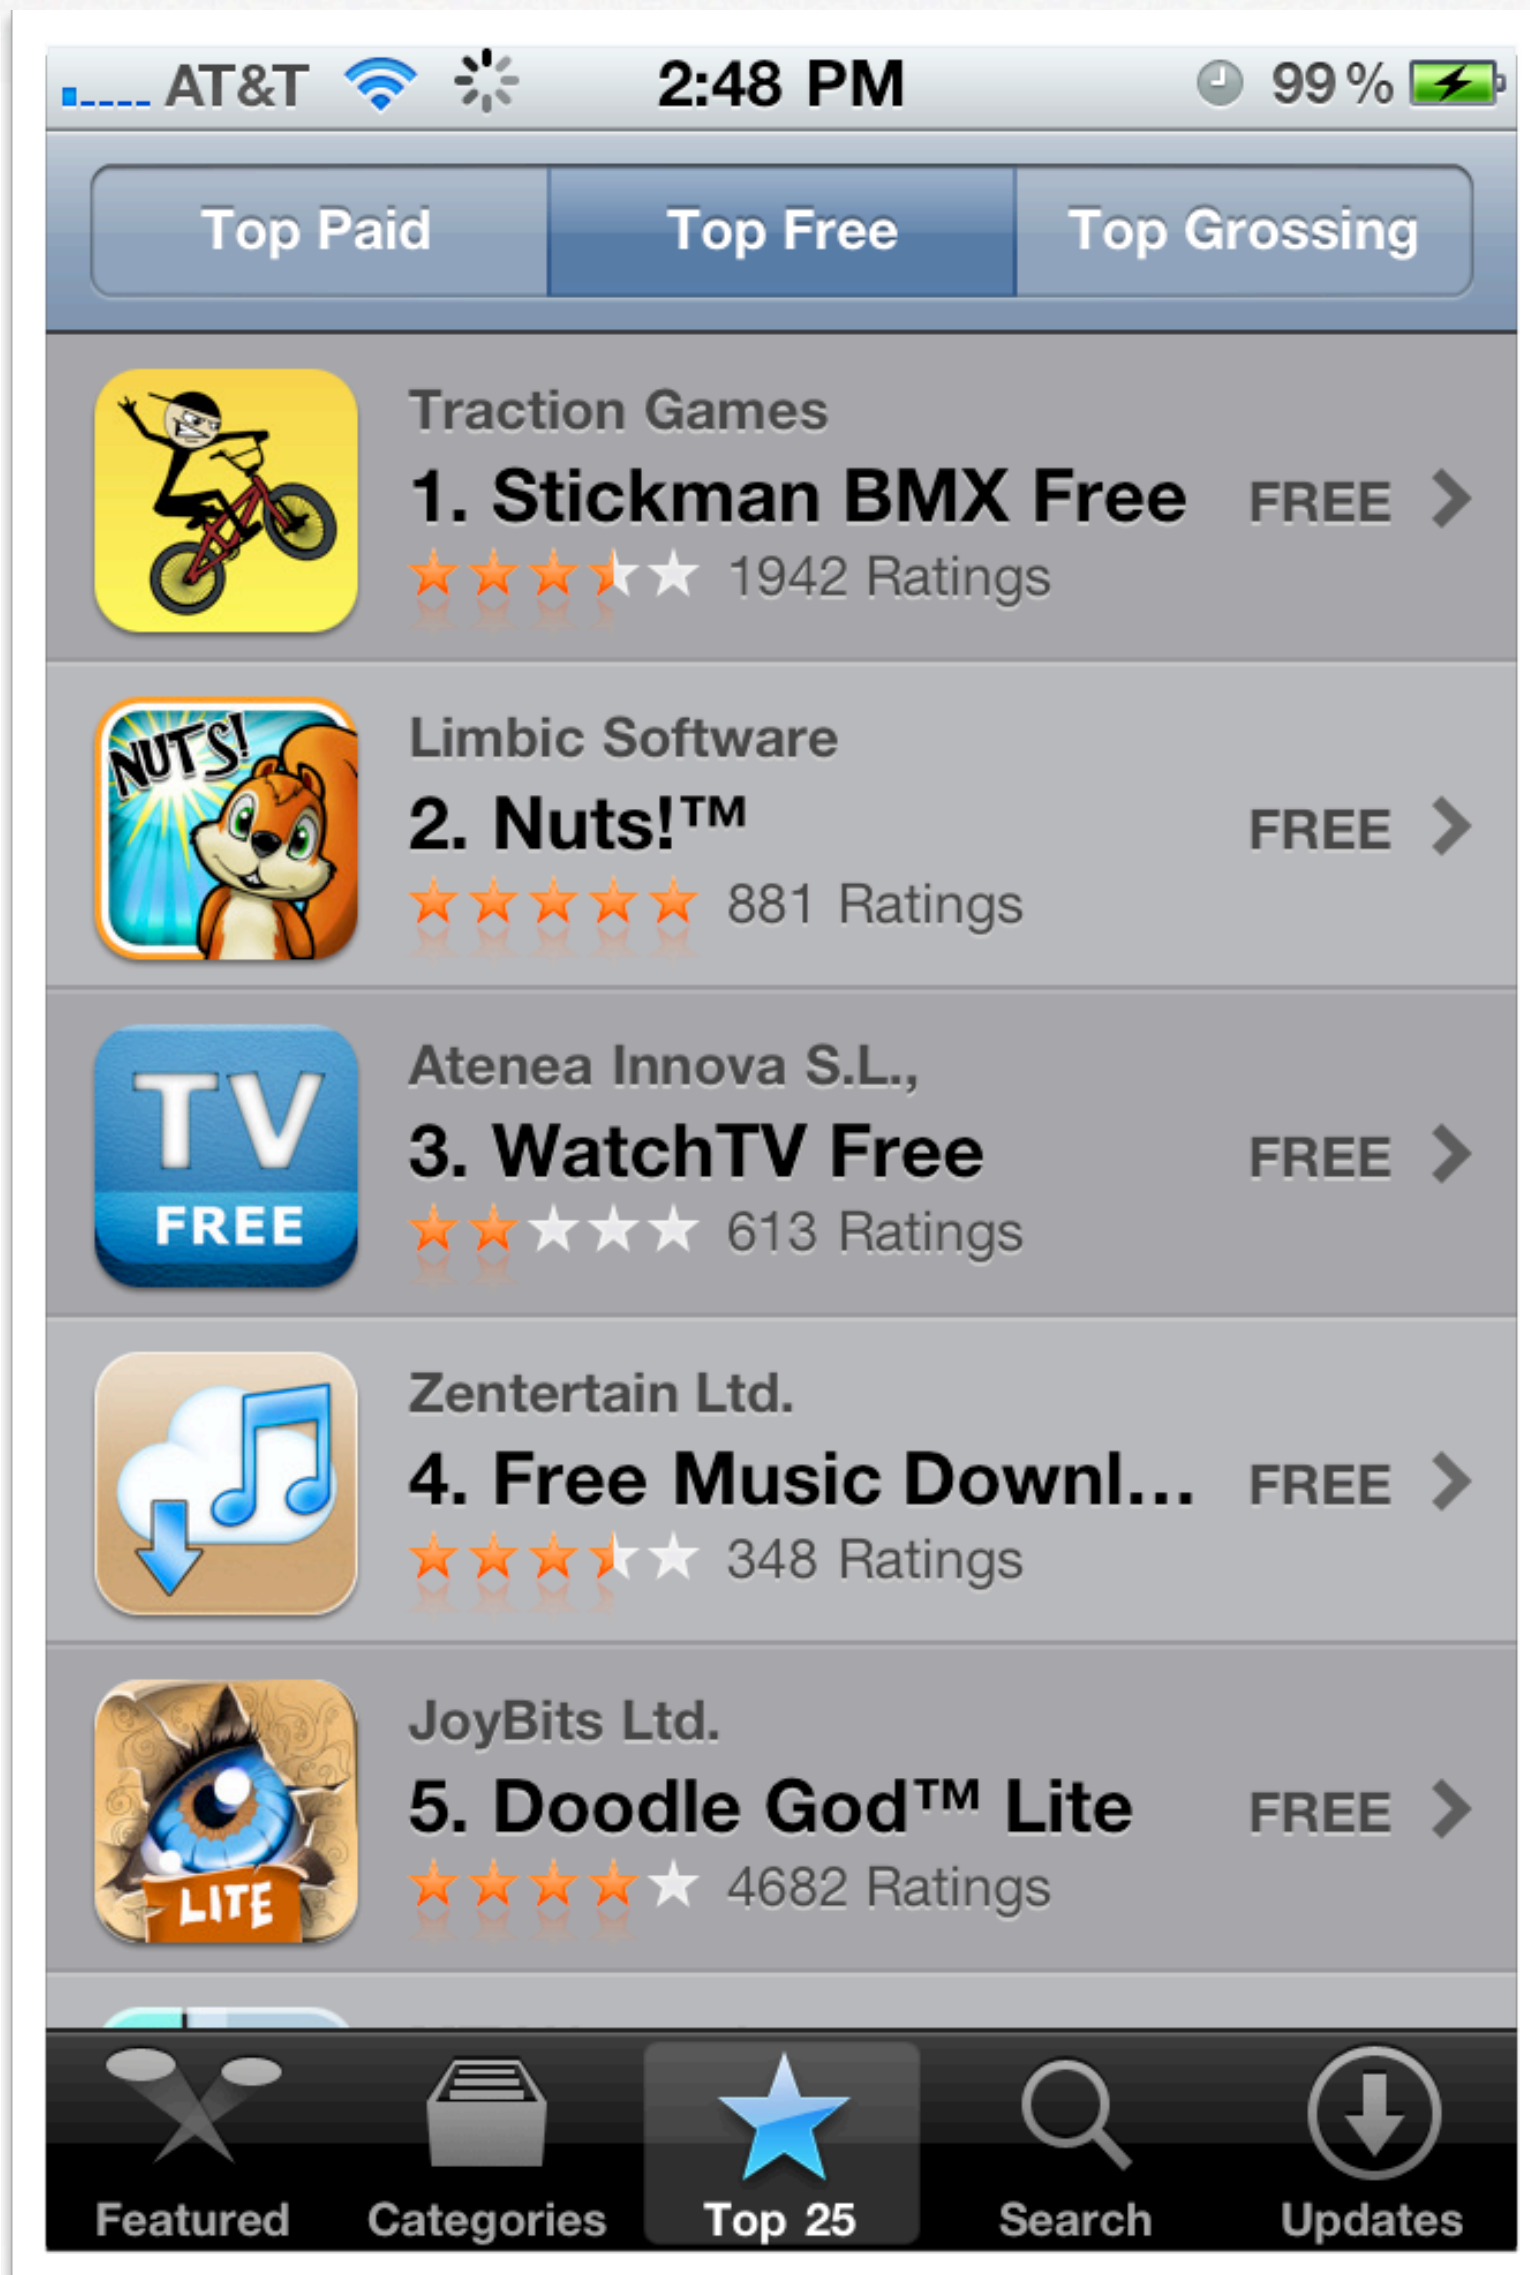 AT&T 2:48 PM 99%
Top Paid Top Free Top Grossing
Traction Games
1. Stickman BMX Free FREE
1942 Ratings
NUTS!
Limbic Software
2. Nuts!™ FREE
881 Ratings
TV
FREE
Atenea Innova S.L.,
3. WatchTV Free FREE
613 Ratings
Zentertain Ltd.
4. Free Music Downl... FREE
348 Ratings
LITE
JoyBits Ltd.
5. Doodle God™ Lite FREE
4682 Ratings
Featured Categories Top 25 Search Updates